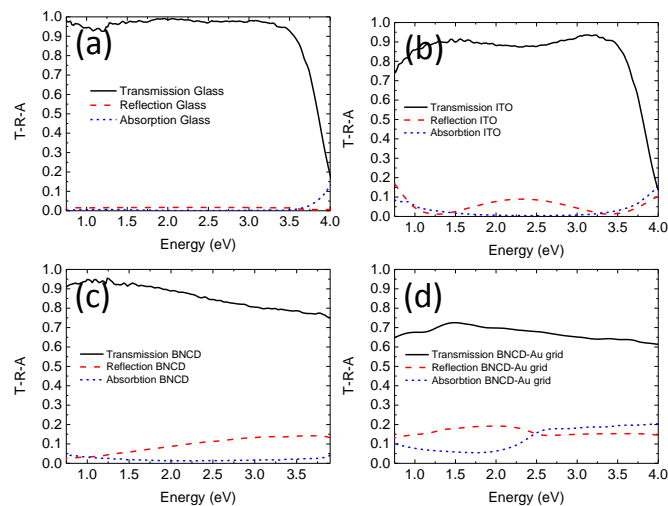 (a)
1.0
0.9
0.8
0.7
0.6
0.5
0.4
0.3
0.2
0.1
0.0
T-R-A
Transmission Glass
Reflection Glass
Absorption Glass
1.0 1.5 2.0 2.5 3.0 3.5 4.0
Energy (eV)
(b)
1.0
0.9
0.8
0.7
0.6
0.5
0.4
0.3
0.2
0.1
0.0
T-R-A
Transmission ITO
Reflection ITO
Absorbtion ITO
1.0 1.5 2.0 2.5 3.0 3.5 4.0
Energy (eV)
(c)
1.0
0.9
0.8
0.7
0.6
0.5
0.4
0.3
0.2
0.1
0.0
T-R-A
Transmission BNCD
Reflection BNCD
Absorbtion BNCD
1.0 1.5 2.0 2.5 3.0 3.5
Energy (eV)
(d)
1.0
0.9
0.8
0.7
0.6
0.5
0.4
0.3
0.2
0.1
0.0
T-R-A
Transmission BNCD-Au grid
Reflection BNCD-Au grid
Absorbtion BNCD-Au grid
1.0 1.5 2.0 2.5 3.0 3.5 4.0
Energy (eV)